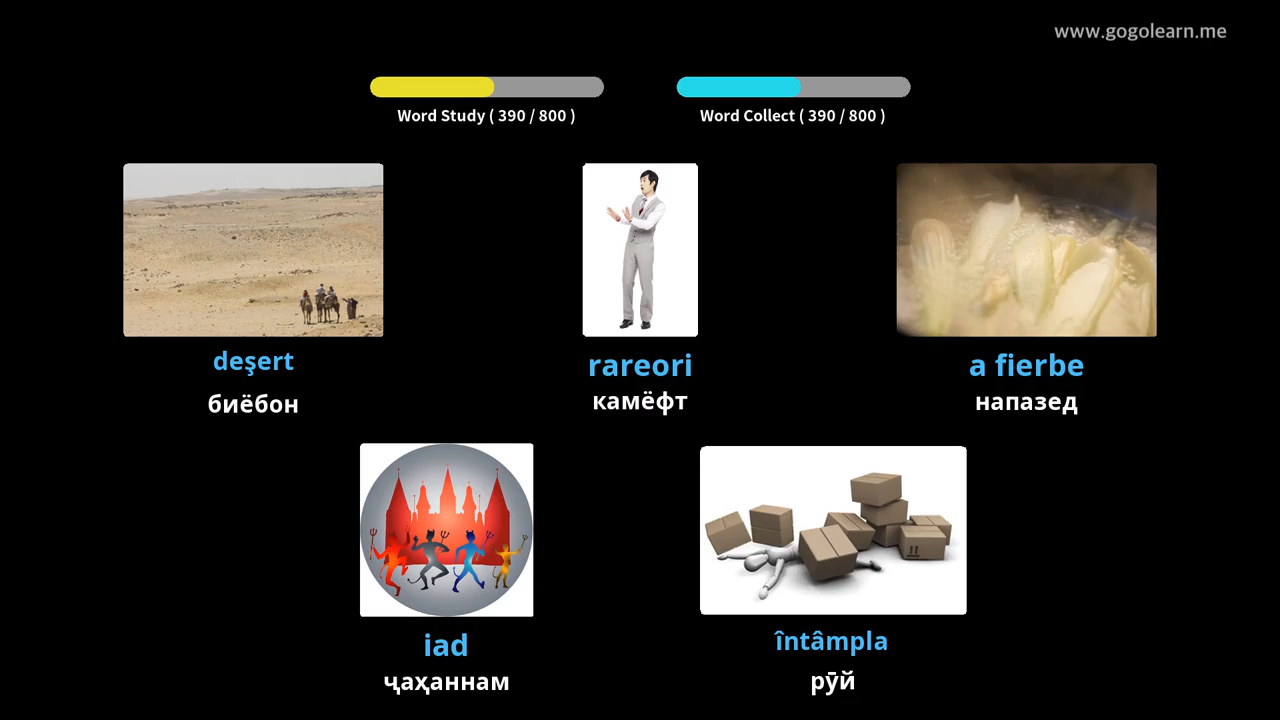 www.gogolearn.me
Word Study ( 390 / 800 )
Word Collect ( 390 / 800 )
deşert
биёбон
rareori
камёфт
a fierbe
напазед
iad
ҷаҳаннам
întâmpla
рӯй